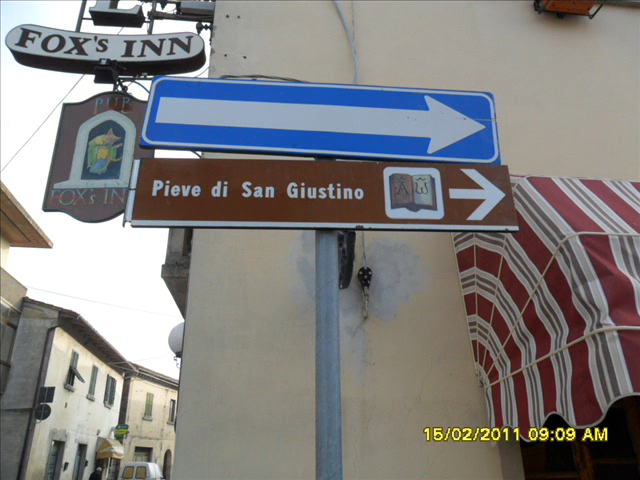 FOX's INN
PUB
FOX's INN
Pieve di San Giustino
A ω
15/02/2011 09:09 AM